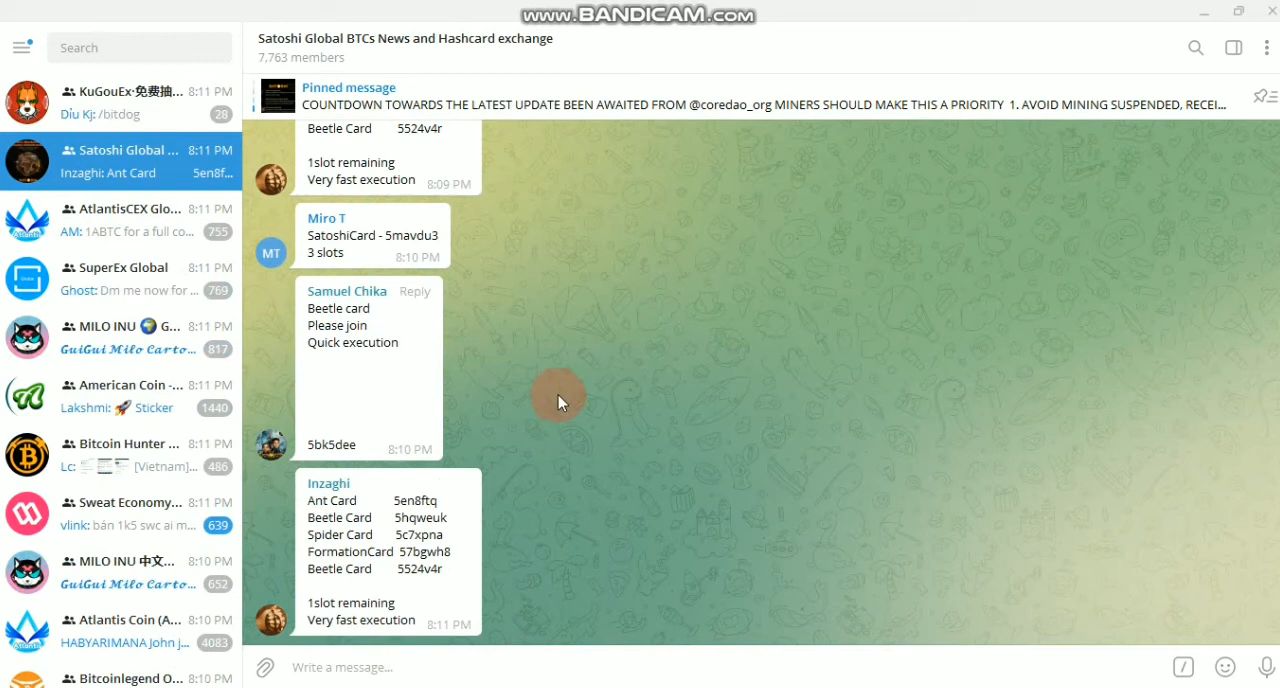 www.BANDICAM.com
Search
KuGouEx·免费抽... 8:11 PM
Dỉu Kj: /bitdog 28
Satoshi Global ... 8:11 PM
Inzaghi: Ant Card 5en8f...
AtlantisCEX Glo... 8:11 PM
AM: 1ABTC for a full co... 755
SuperEx Global 8:11 PM
Ghost: Dm me now for ... 769
MILO INU 🌍 G... 8:11 PM
𝓖𝓾𝓲𝓖𝓾𝓲 𝓜𝓲𝓵𝓸 𝓒𝓪𝓻𝓽𝓸... 817
American Coin -... 8:11 PM
Lakshmi: 🚀 Sticker 1440
Bitcoin Hunter ... 8:11 PM
Lc: [Vietnam]... 486
Sweat Economy... 8:11 PM
vlink: bán 1k5 swc ai m... 639
MILO INU 中文... 8:10 PM
𝓖𝓾𝓲𝓖𝓾𝓲 𝓜𝓲𝓵𝓸 𝓒𝓪𝓻𝓽𝓸... 652
Atlantis Coin (A... 8:10 PM
HABYARIMANA John j... 4083
Bitcoinlegend O... 8:10 PM
Satoshi Global BTCs News and Hashcard exchange
7,763 members
Pinned message
COUNTDOWN TOWARDS THE LATEST UPDATE BEEN AWAITED FROM @coredao_org MINERS SHOULD MAKE THIS A PRIORITY 1. AVOID MINING SUSPENDED, RECEI...
Beetle Card 5524v4r
1slot remaining
Very fast execution 8:09 PM
MT
Miro T
SatoshiCard - 5mavdu3
3 slots 8:10 PM
Samuel Chika Reply
Beetle card
Please join
Quick execution
5bk5dee 8:10 PM
Inzaghi
Ant Card 5en8ftq
Beetle Card 5hqweuk
Spider Card 5c7xpna
FormationCard 57bgwh8
Beetle Card 5524v4r
1slot remaining
Very fast execution 8:11 PM
Write a message...